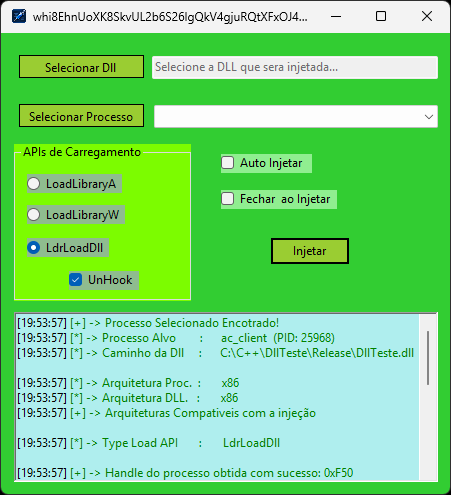 whi8EhnUoXK8SkvUL2b6S26IgQkV4gjuRQtXFxOJ4...
Selecionar Dll
Selecione a DLL que sera injetada...
Selecionar Processo
APIs de Carregamento
LoadLibraryA
LoadLibraryW
LdrLoadDll
UnHook
Auto Injetar
Fechar ao Injetar
Injetar
[19:53:57] [+] -> Processo Selecionado Encotrado!
[19:53:57] [*] -> Processo Alvo : ac_client (PID: 25968)
[19:53:57] [*] -> Caminho da Dll : C:\C++\DllTeste\Release\DllTeste.dll
[19:53:57] [*] -> Arquitetura Proc. : x86
[19:53:57] [*] -> Arquitetura DLL. : x86
[19:53:57] [+] -> Arquiteturas Compativeis com a injeção
[19:53:57] [*] -> Type Load API : LdrLoadDll
[19:53:57] [+] -> Handle do processo obtida com sucesso: 0xF50